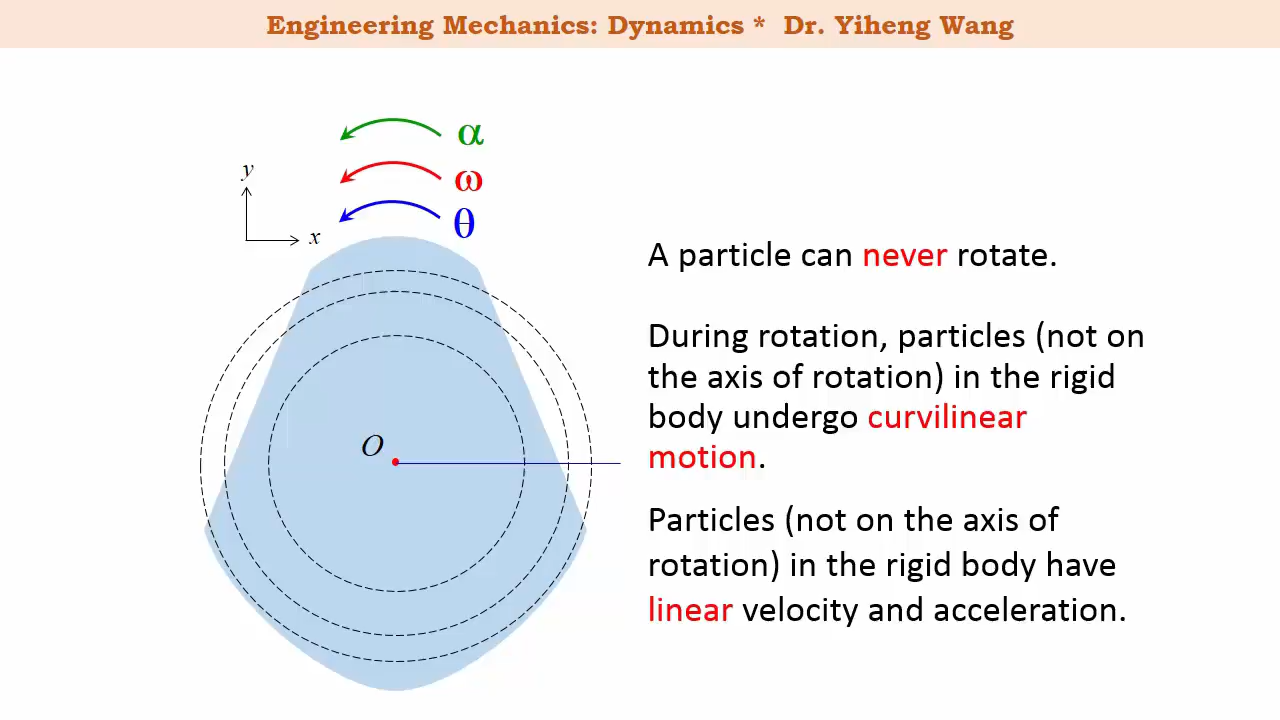 Engineering Mechanics: Dynamics * Dr. Yiheng Wang
α
ω
θ
y
x
O
A particle can never rotate.
During rotation, particles (not on
the axis of rotation) in the rigid
body undergo curvilinear
motion.
Particles (not on the axis of
rotation) in the rigid body have
linear velocity and acceleration.